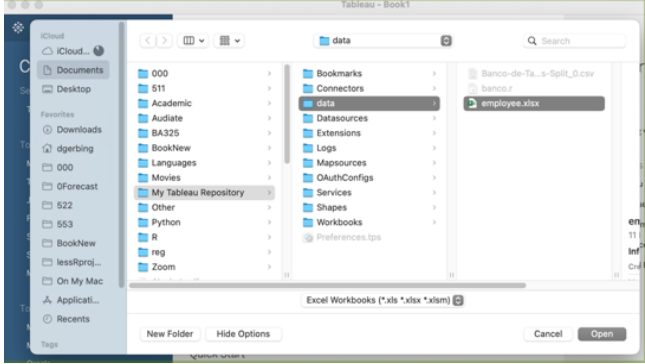 Tableau - Book1
iCloud
iCloud...
Documents
Desktop
Favorites
Downloads
dgerbing
000
0Forecast
522
553
BookNew
lessRproj...
On My Mac
Applicati...
Recents
Tags
data
Search
000
511
Academic
Audiate
BA325
BookNew
Languages
Movies
My Tableau Repository
Other
Python
R
reg
Zoom
Bookmarks
Connectors
data
Datasources
Extensions
Logs
Mapsources
OAuthConfigs
Services
Shapes
Workbooks
Preferences.tps
Banco-de-Ta...s-Split_0.csv
banco.r
employee.xlsx
Excel Workbooks (*.xls *.xlsx *.xlsm)
New Folder
Hide Options
Cancel
Open
Quick Start